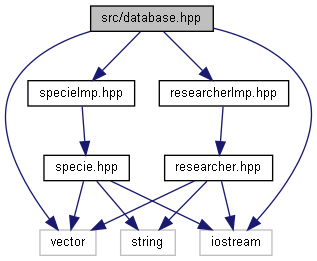 src/database.hpp
specieImp.hpp
researcherImp.hpp
specie.hpp
researcher.hpp
vector
string
iostream